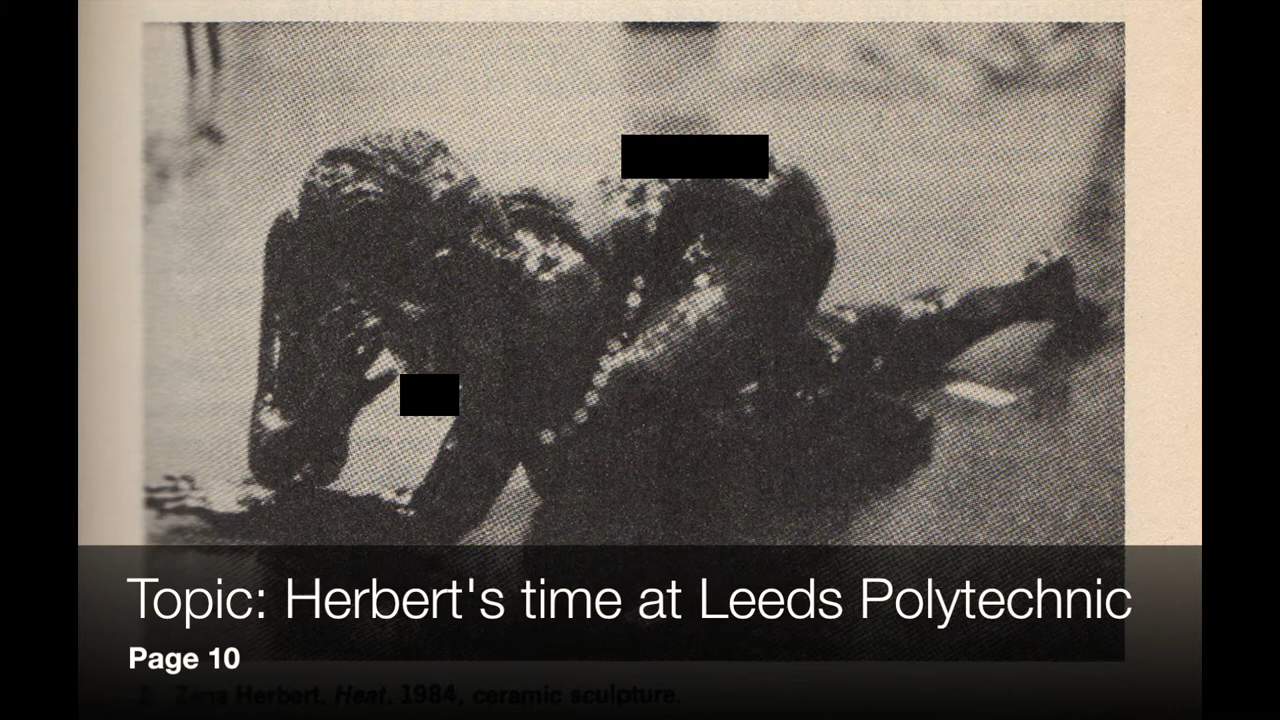 Topic: Herbert's time at Leeds Polytechnic
Page 10
Herbert, Heat, 1984, ceramic sculpture.